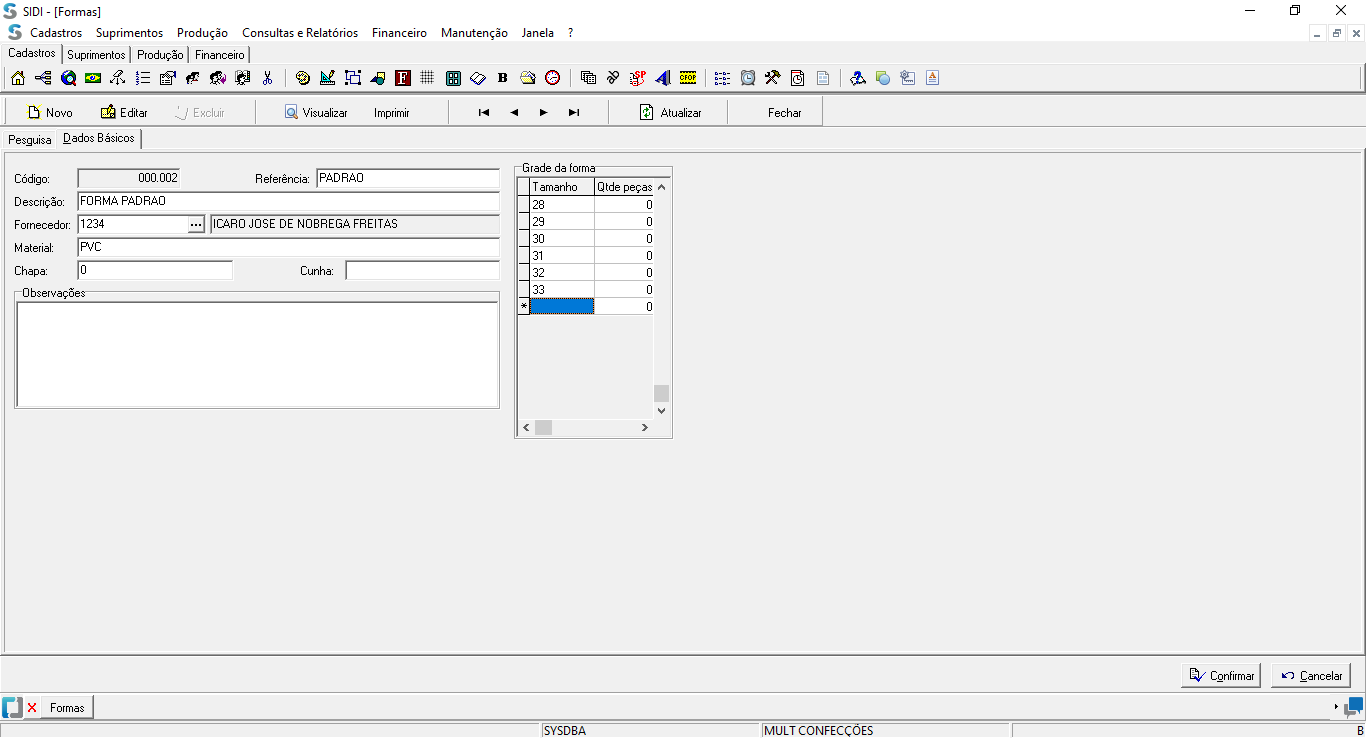 SIDI - [Formas]
Cadastros Suprimentos Produção Consultas e Relatórios Financeiro Manutenção Janela ?
Cadastros Suprimentos Produção Financeiro
F B SP SP CFOP A
Novo Editar Excluir Visualizar Imprimir Atualizar Fechar
Pesquisa Dados Básicos
Código: 000.002 Referência: PADRAO
Descrição: FORMA PADRAO
Fornecedor: 1234 ... ICARO JOSE DE NOBREGA FREITAS
Material: PVC
Chapa: 0 Cunha:
Observações
Grade da forma
Tamanho Qtde peças
28 0
29 0
30 0
31 0
32 0
33 0
* 0
Confirmar Cancelar
Formas
SYSDBA MULT CONFECÇÕES B